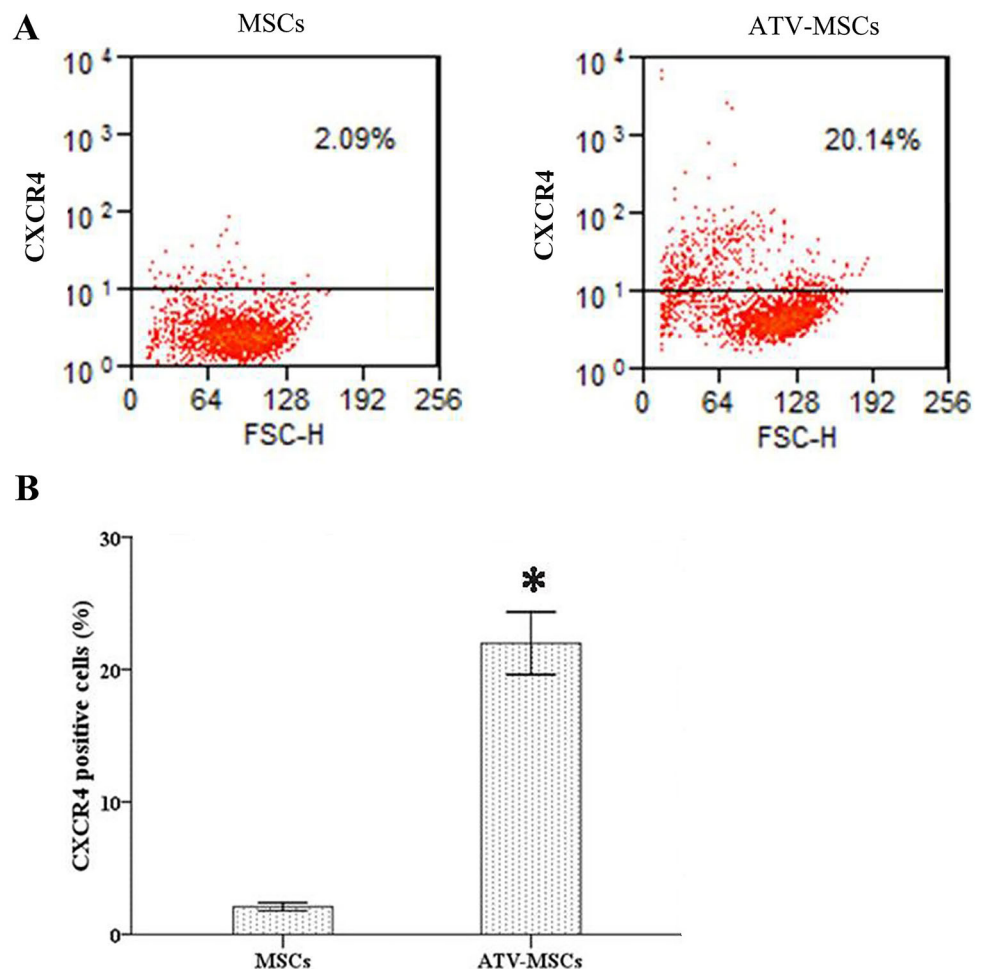 A
MSCs
ATV-MSCs
10 4
10 3
10 2
10 1
10 0
CXCR4
2.09%
0 64 128 192 256
FSC-H
10 4
10 3
10 2
10 1
10 0
CXCR4
20.14%
0 64 128 192 256
FSC-H
B
30
20
10
0
CXCR4 positive cells (%)
*
MSCs
ATV-MSCs